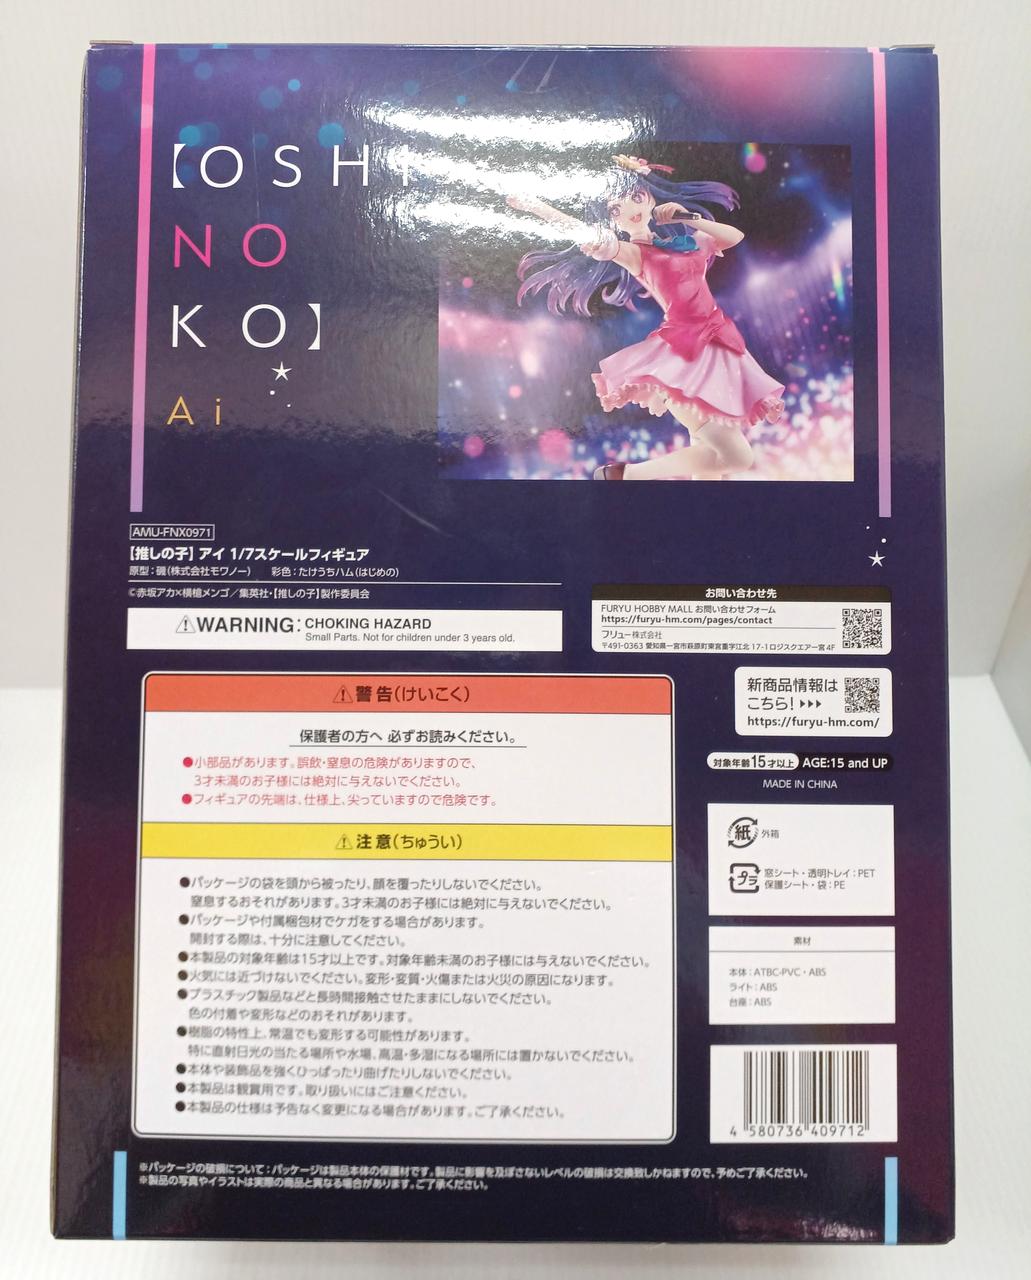 【OSHI
NO
KO】
Ai
AMU-FNX0971
【推しの子】 アイ 1/7スケールフィギュア
原型：磯(株式会社モワノー)　彩色：たけうちハム(はじめの)
©赤坂アカ×横槍メンゴ／集英社・【推しの子】製作委員会
⚠WARNING: CHOKING HAZARD
Small Parts. Not for children under 3 years old.
お問い合わせ先
FURYU HOBBY MALL お問い合わせフォーム
https://furyu-hm.com/pages/contact
フリュー株式会社
〒491-0363 愛知県一宮市萩原町東宮重字江北 17-1ロジスクエアー宮 4F
新商品情報は
こちら!▶▶▶
https://furyu-hm.com/
対象年齢15才以上 AGE:15 and UP
MADE IN CHINA
⚠警告(けいこく)
保護者の方へ 必ずお読みください。
●小部品があります。誤飲・窒息の危険がありますので、
3才未満のお子様には絶対に与えないでください。
●フィギュアの先端は、仕様上、尖っていますので危険です。
⚠注意(ちゅうい)
●パッケージの袋を頭から被ったり、顔を覆ったりしないでください。
窒息するおそれがあります。3才未満のお子様には絶対に与えないでください。
●パッケージや付属梱包材でケガをする場合があります。
開封する際は、十分に注意してください。
●本製品の対象年齢は15才以上です。対象年齢未満のお子様には与えないでください。
●火気には近づけないでください。変形・変質・火傷または火災の原因になります。
●プラスチック製品などと長時間接触させたままにしないでください。
色の付着や変形などのおそれがあります。
●樹脂の特性上、常温でも変形する可能性があります。
特に直射日光の当たる場所や水場、高温・多湿になる場所には置かないでください。
●本体や装飾品を強くひっぱったり曲げたりしないでください。
●本製品は観賞用です。取り扱いにはご注意ください。
●本製品の仕様は予告なく変更になる場合があります。ご了承ください。
紙 外箱
プラ 窓シート・透明トレイ：PET
保護シート・袋：PE
素材
本体：ATBC-PVC・ABS
ライト：ABS
台座：ABS
4 580736 409712
※パッケージの破損について：パッケージは製品本体の保護材です。製品に影響を及ぼさないレベルの破損は交換致しかねますので、予めご了承ください。
※製品の写真やイラストは実際の商品と異なる場合があります。ご了承ください。